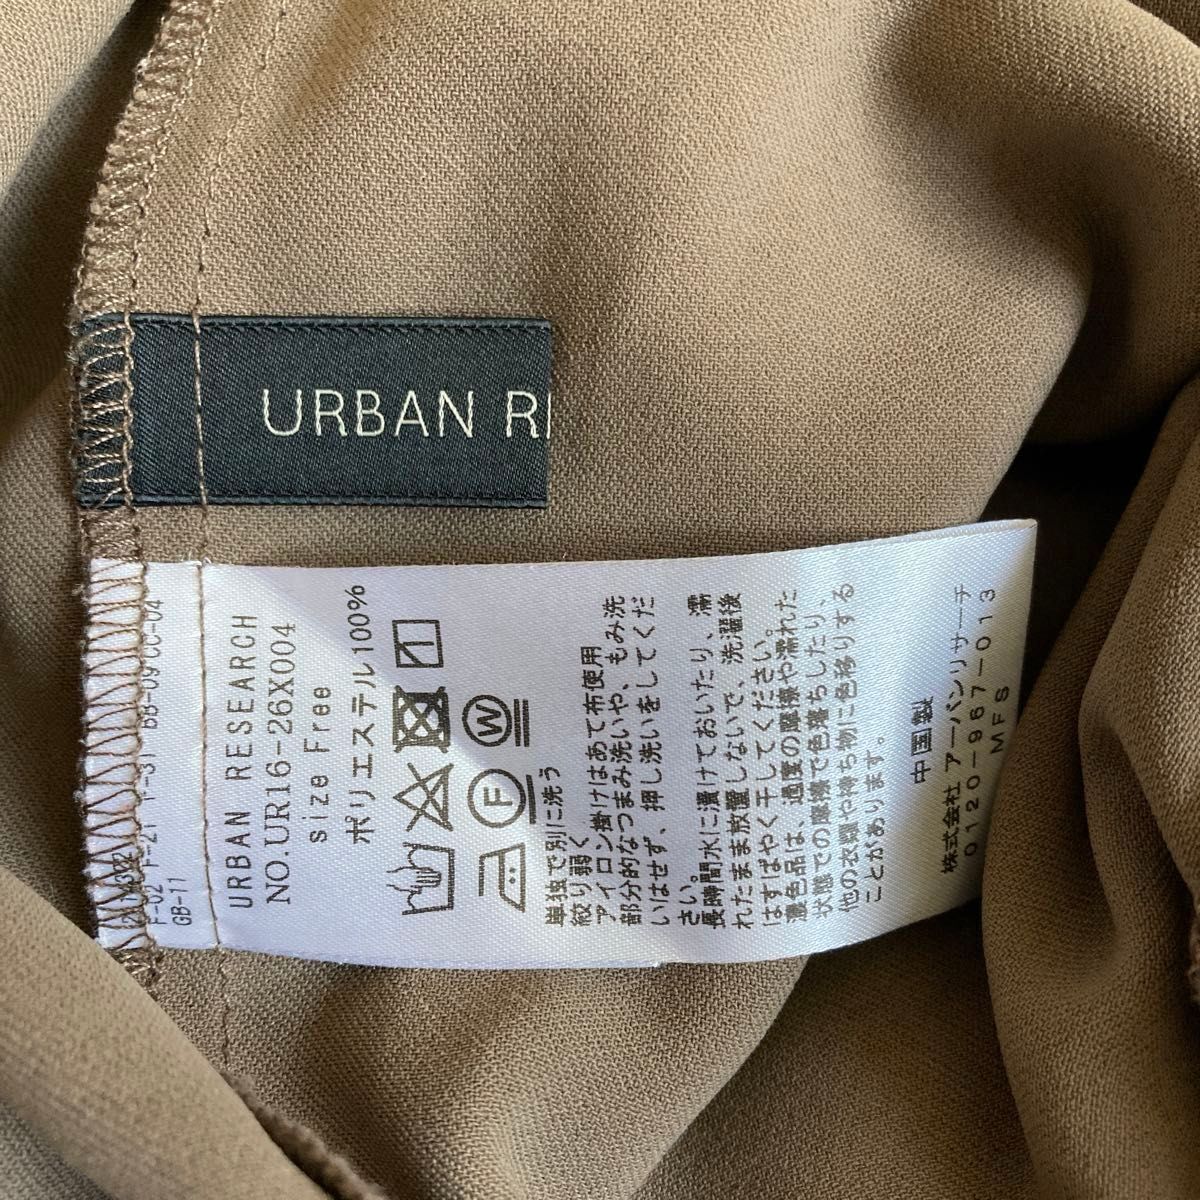 URBAN R
F-02 F-21 F-31 BB-09CC-04
GB-11
URBAN RESEARCH
NO.UR16-26X004
size Free
ポリエステル100%
W
F
単独で別に洗う
絞り弱く
アイロン掛けはあて布使用
部分的なつまみ洗いや、もみ洗
いはせず、押し洗いをしてくだ
さい。
長時間水に漬けておいたり、濡
れたまま放置しないで、洗濯後
はすばやく干してください。
濃色品は、過度の摩擦や濡れた
状態での摩擦で色落ちしたり、
他の衣類や持ち物に色移りする
ことがあります。
中国製
株式会社 アーバンリサーチ
0120-967-013
MFS